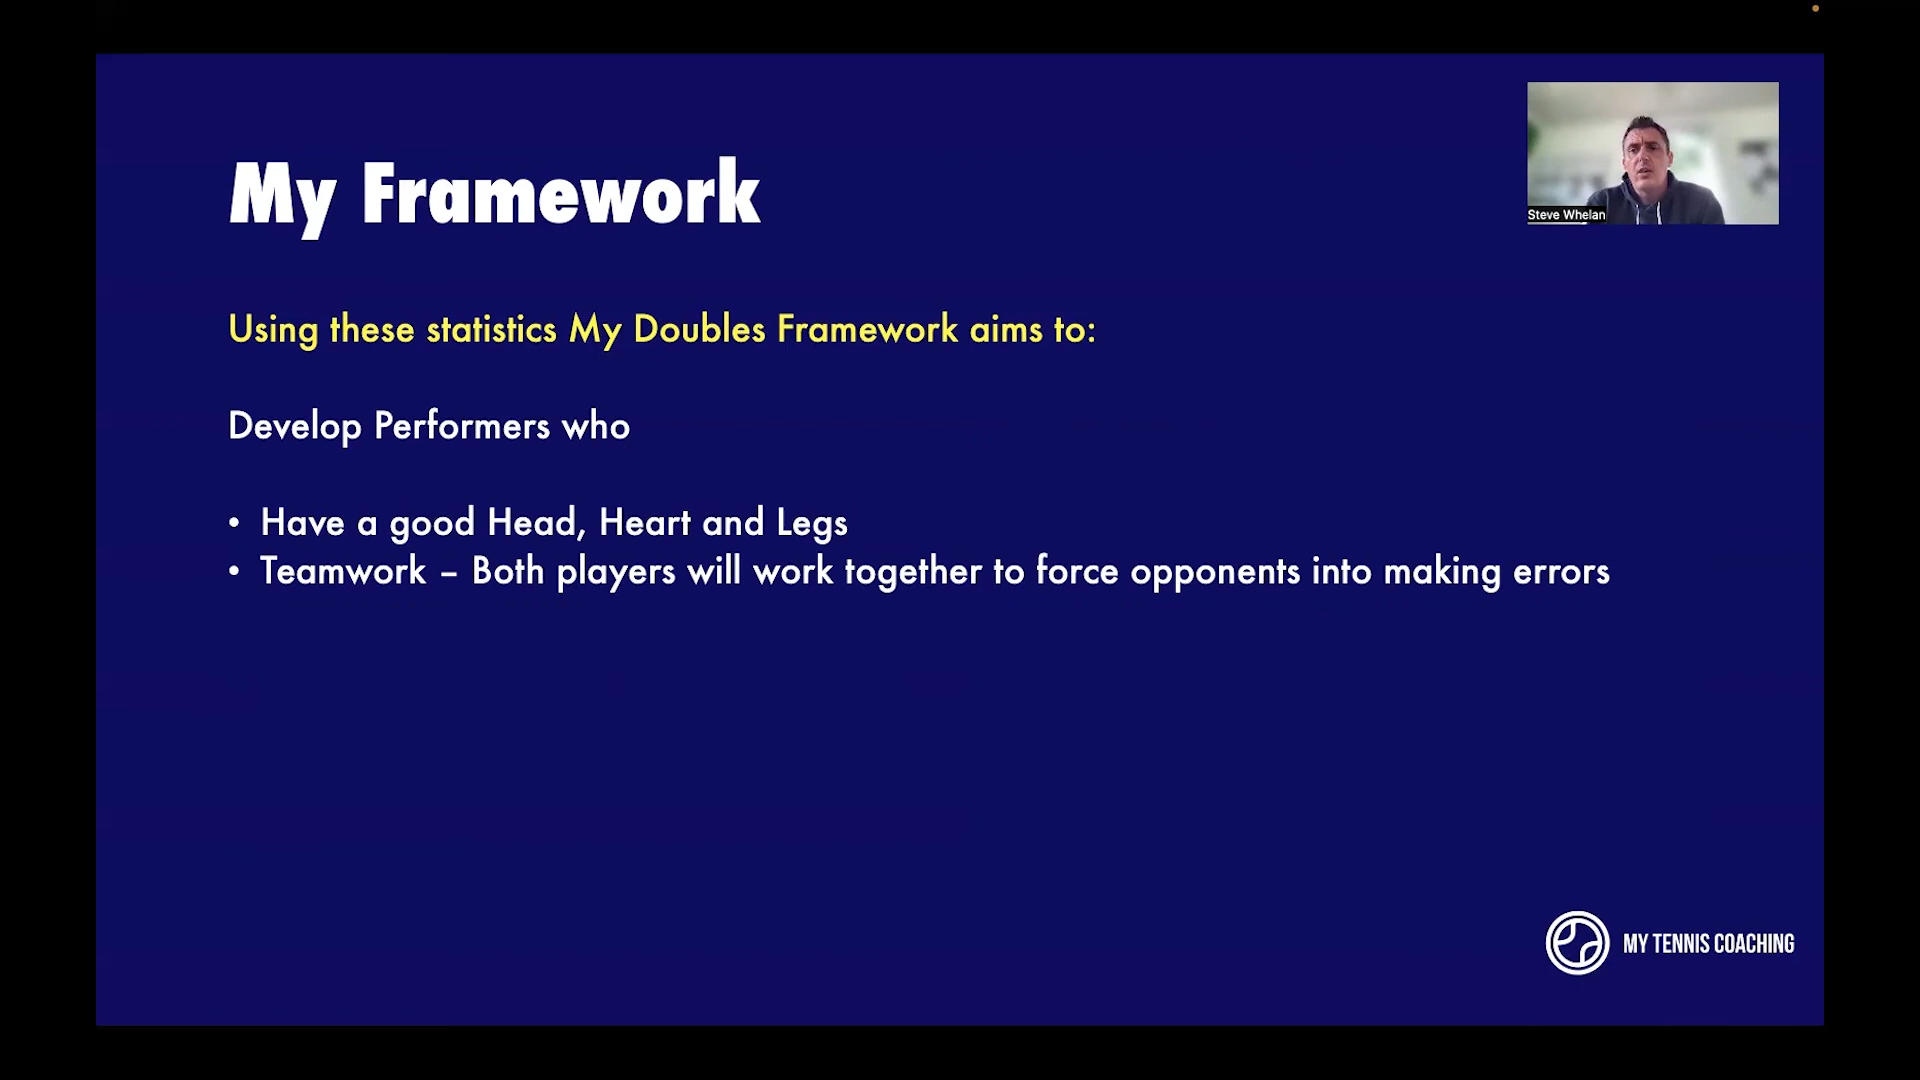 My Framework
Steve Whelan
Using these statistics My Doubles Framework aims to:
Develop Performers who
• Have a good Head, Heart and Legs
• Teamwork – Both players will work together to force opponents into making errors
MY TENNIS COACHING